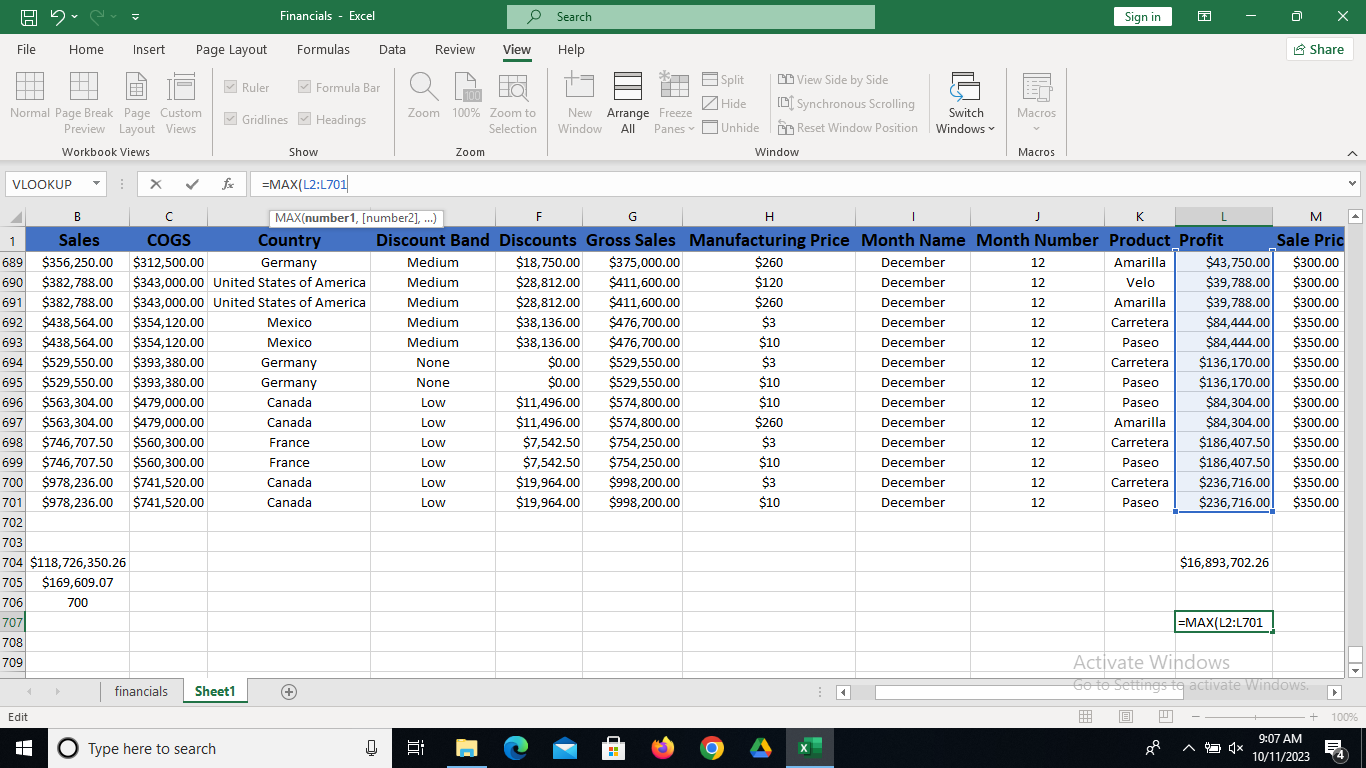 Financials - Excel
Search
Sign in
File Home Insert Page Layout Formulas Data Review View Help
Share
Normal Page Break Preview Page Layout Custom Views
Workbook Views
Ruler Formula Bar
Gridlines Headings
Show
Zoom 100% Zoom to Selection
Zoom
New Window Arrange All Freeze Panes
Split
Hide
Unhide
View Side by Side
Synchronous Scrolling
Reset Window Position
Switch Windows
Window
Macros
Macros
VLOOKUP fx =MAX(L2:L701
MAX(number1, [number2], ...)
B C F G H I J K L M
1 Sales COGS Country Discount Band Discounts Gross Sales Manufacturing Price Month Name Month Number Product Profit Sale Pric
689 $356,250.00 $312,500.00 Germany Medium $18,750.00 $375,000.00 $260 December 12 Amarilla $43,750.00 $300.00
690 $382,788.00 $343,000.00 United States of America Medium $28,812.00 $411,600.00 $120 December 12 Velo $39,788.00 $300.00
691 $382,788.00 $343,000.00 United States of America Medium $28,812.00 $411,600.00 $260 December 12 Amarilla $39,788.00 $300.00
692 $438,564.00 $354,120.00 Mexico Medium $38,136.00 $476,700.00 $3 December 12 Carretera $84,444.00 $350.00
693 $438,564.00 $354,120.00 Mexico Medium $38,136.00 $476,700.00 $10 December 12 Paseo $84,444.00 $350.00
694 $529,550.00 $393,380.00 Germany None $0.00 $529,550.00 $3 December 12 Carretera $136,170.00 $350.00
695 $529,550.00 $393,380.00 Germany None $0.00 $529,550.00 $10 December 12 Paseo $136,170.00 $350.00
696 $563,304.00 $479,000.00 Canada Low $11,496.00 $574,800.00 $10 December 12 Paseo $84,304.00 $300.00
697 $563,304.00 $479,000.00 Canada Low $11,496.00 $574,800.00 $260 December 12 Amarilla $84,304.00 $300.00
698 $746,707.50 $560,300.00 France Low $7,542.50 $754,250.00 $3 December 12 Carretera $186,407.50 $350.00
699 $746,707.50 $560,300.00 France Low $7,542.50 $754,250.00 $10 December 12 Paseo $186,407.50 $350.00
700 $978,236.00 $741,520.00 Canada Low $19,964.00 $998,200.00 $3 December 12 Carretera $236,716.00 $350.00
701 $978,236.00 $741,520.00 Canada Low $19,964.00 $998,200.00 $10 December 12 Paseo $236,716.00 $350.00
702
703
704 $118,726,350.26 $16,893,702.26
705 $169,609.07
706 700
707 =MAX(L2:L701
708
709
Activate Windows
Go to Settings to activate Windows.
financials Sheet1
Edit
100%
Type here to search
9:07 AM
10/11/2023
4